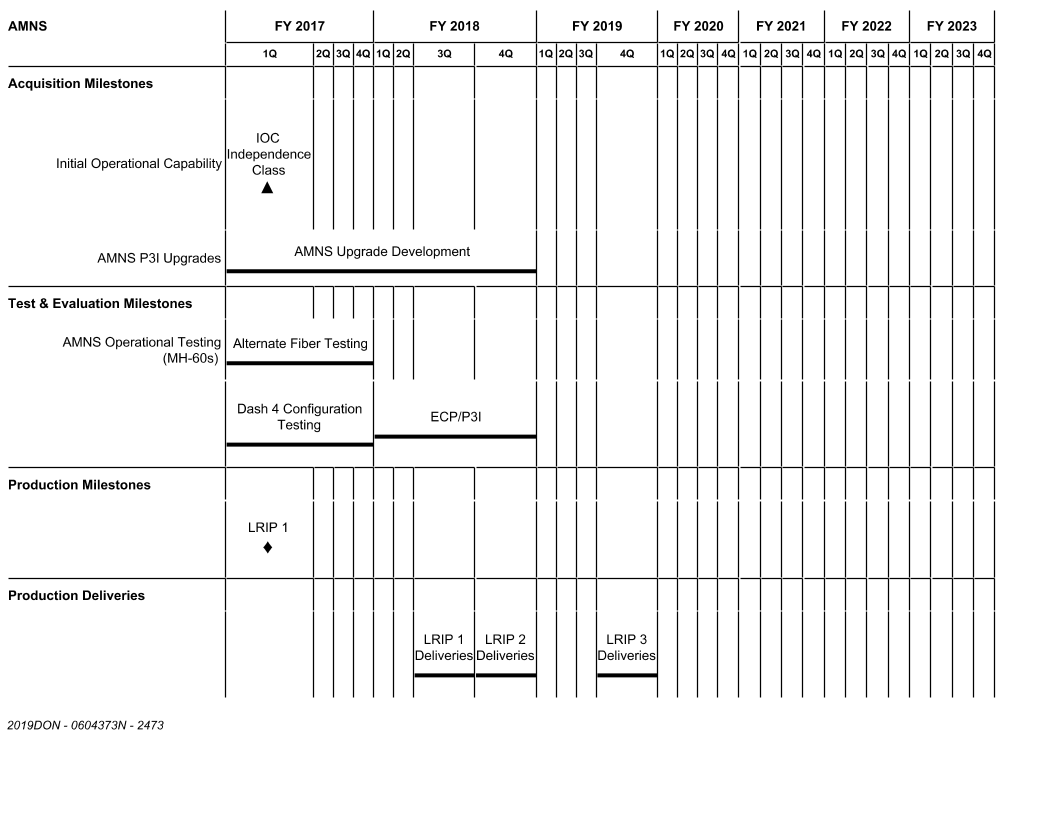 AMNS
FY 2017 FY 2018 FY 2019 FY 2020 FY 2021 FY 2022 FY 2023
1Q 2Q 3Q 4Q 1Q 2Q 3Q 4Q 1Q 2Q 3Q 4Q 1Q 2Q 3Q 4Q 1Q 2Q 3Q 4Q 1Q 2Q 3Q 4Q 1Q 2Q 3Q 4Q
Acquisition Milestones
Initial Operational Capability
IOC
Independence
Class
AMNS P3I Upgrades
AMNS Upgrade Development
Test & Evaluation Milestones
AMNS Operational Testing
(MH-60s)
Alternate Fiber Testing
Dash 4 Configuration
Testing
ECP/P3I
Production Milestones
LRIP 1
Production Deliveries
LRIP 1
Deliveries
LRIP 2
Deliveries
LRIP 3
Deliveries
2019DON - 0604373N - 2473